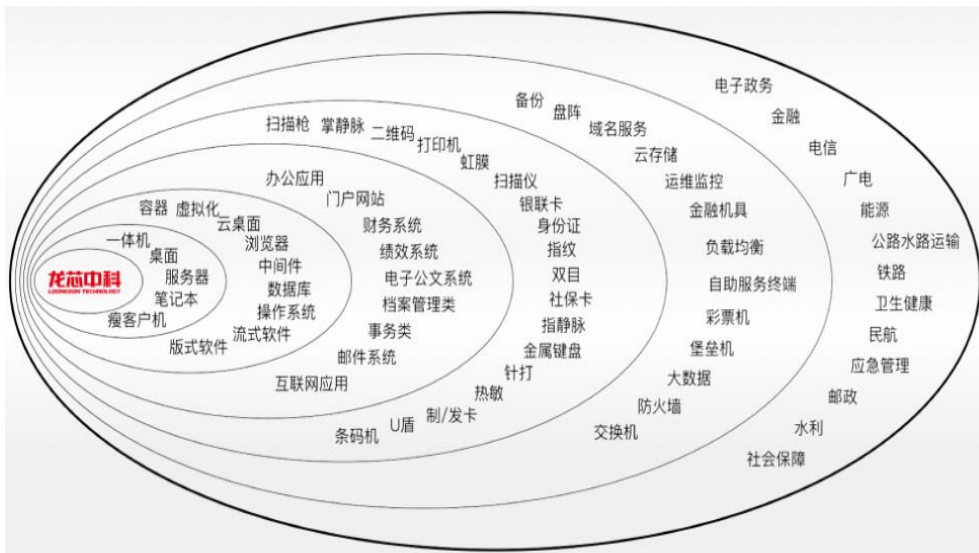 龙芯中科
LOONGSON TECHNOLOGY
一体机
桌面
服务器
笔记本
瘦客户机
容器
虚拟化
云桌面
浏览器
中间件
数据库
操作系统
流式软件
版式软件
办公应用
门户网站
财务系统
绩效系统
电子公文系统
档案管理类
事务类
邮件系统
互联网应用
扫描枪
掌静脉
二维码
打印机
虹膜
扫描仪
银联卡
身份证
指纹
双目
社保卡
指静脉
金属键盘
针打
热敏
制/发卡
U盾
条码机
备份
盘阵
域名服务
云存储
运维监控
金融机具
负载均衡
自助服务终端
彩票机
堡垒机
大数据
防火墙
交换机
电子政务
金融
电信
广电
能源
公路水路运输
铁路
卫生健康
民航
应急管理
邮政
水利
社会保障